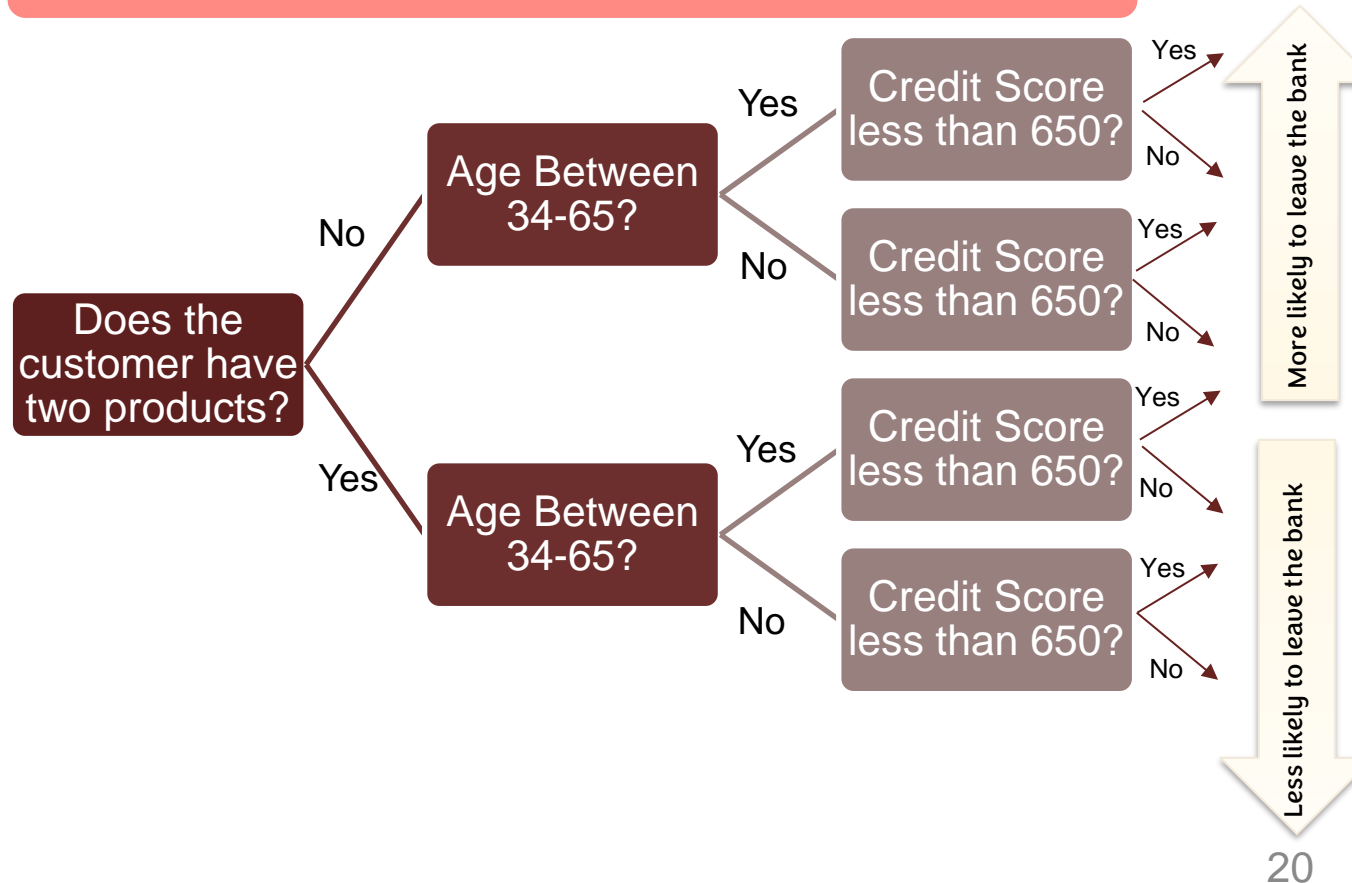 Does the
customer have
two products?
No
Yes
Age Between
34-65?
Yes
No
Age Between
34-65?
Yes
No
Credit Score
less than 650?
Yes
No
Credit Score
less than 650?
Yes
No
Credit Score
less than 650?
Yes
No
Credit Score
less than 650?
Yes
No
More likely to leave the bank
Less likely to leave the bank
20